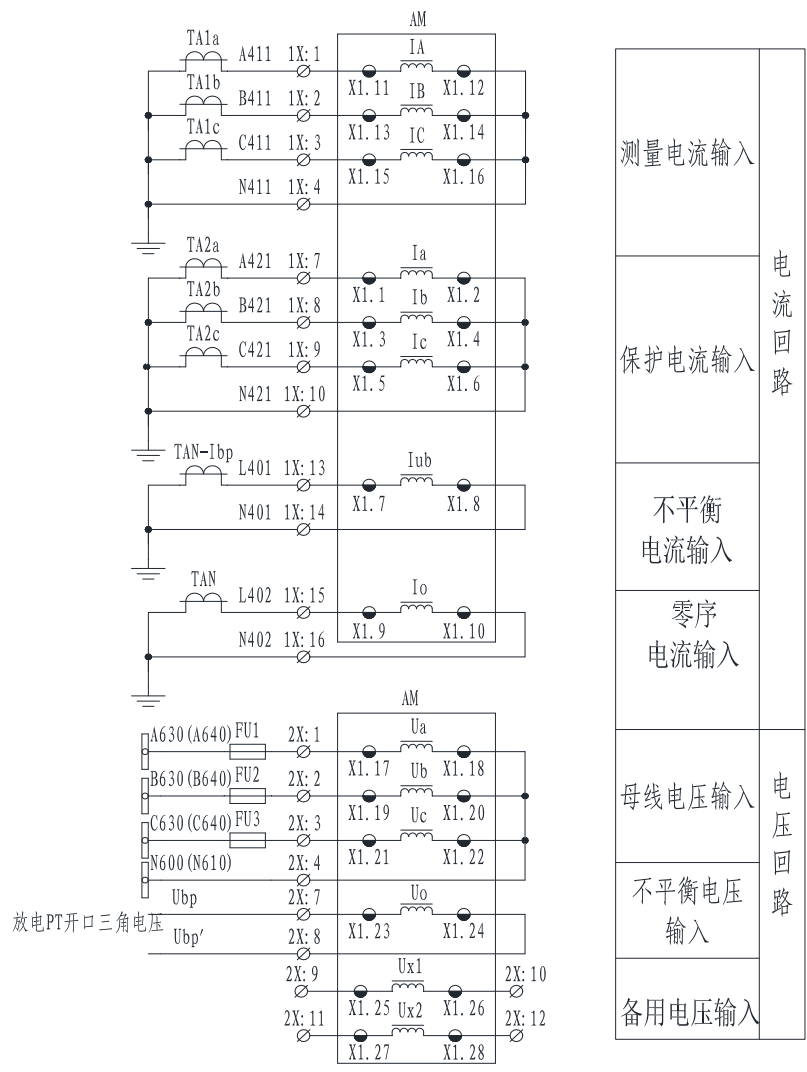 AM
TA1a A411 1X:1 IA
X1.11 X1.12
TA1b B411 1X:2 IB
X1.13 X1.14
TA1c C411 1X:3 IC
X1.15 X1.16
N411 1X:4
测量电流输入
TA2a A421 1X:7 Ia
X1.1 X1.2
TA2b B421 1X:8 Ib
X1.3 X1.4
TA2c C421 1X:9 Ic
X1.5 X1.6
N421 1X:10
保护电流输入
电流回路
TAN-Ibp L401 1X:13 Iub
X1.7 X1.8
N401 1X:14
不平衡
电流输入
TAN L402 1X:15 Io
X1.9 X1.10
N402 1X:16
零序
电流输入
AM
A630(A640) FU1 2X:1 Ua
X1.17 X1.18
B630(B640) FU2 2X:2 Ub
X1.19 X1.20
C630(C640) FU3 2X:3 Uc
X1.21 X1.22
N600(N610) 2X:4
母线电压输入
电压回路
Ubp 2X:7 Uo
X1.23 X1.24
放电PT开口三角电压
Ubp' 2X:8
不平衡电压
输入
2X:9 Ux1 2X:10
X1.25 X1.26
2X:11 Ux2 2X:12
X1.27 X1.28
备用电压输入